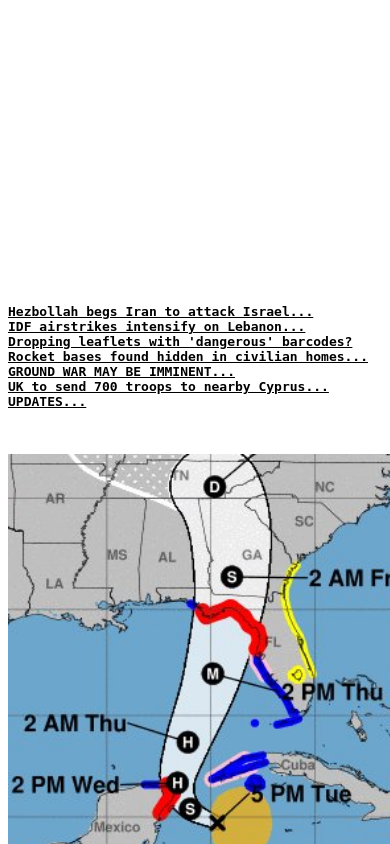 Hezbollah begs Iran to attack Israel...
IDF airstrikes intensify on Lebanon...
Dropping leaflets with 'dangerous' barcodes?
Rocket bases found hidden in civilian homes...
GROUND WAR MAY BE IMMINENT...
UK to send 700 troops to nearby Cyprus...
UPDATES...
TN
D
NC
AR
SC
MS
AL
GA
S
2 AM Fr
LA
FL
M
2 PM Thu
2 AM Thu
H
Cuba
2 PM Wed
H
5 PM Tue
S
Mexico